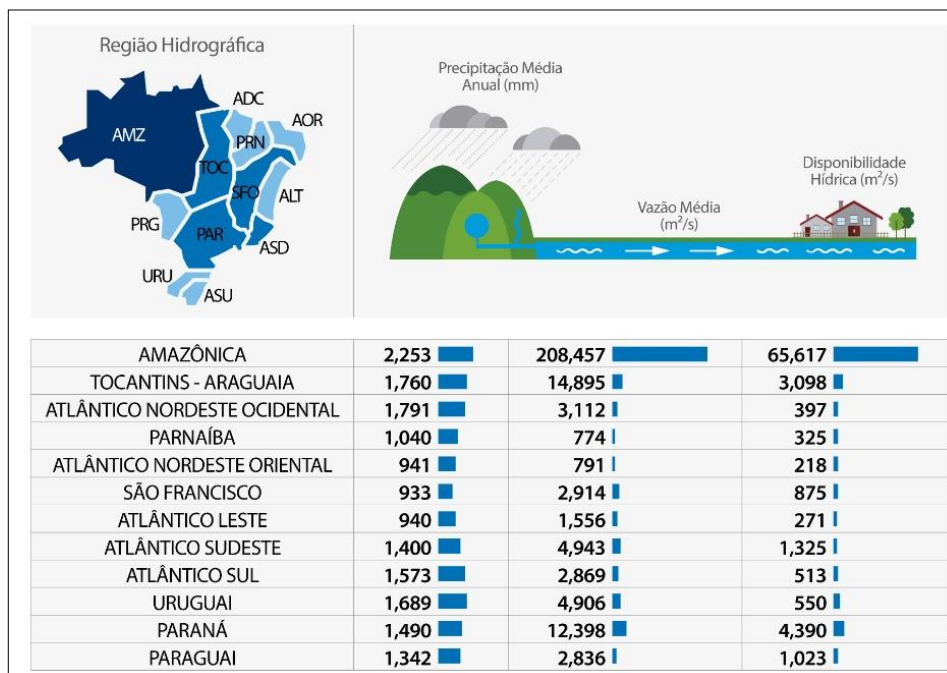 Região Hidrográfica
ADC
AOR
AMZ
PRN
TOC
SFO
ALT
PRG
PAR
ASD
URU
ASU
Precipitação Média
Anual (mm)
Vazão Média
(m²/s)
Disponibilidade
Hídrica (m²/s)
AMAZÔNICA 2,253 208,457 65,617
TOCANTINS - ARAGUAIA 1,760 14,895 3,098
ATLÂNTICO NORDESTE OCIDENTAL 1,791 3,112 397
PARNAÍBA 1,040 774 325
ATLÂNTICO NORDESTE ORIENTAL 941 791 218
SÃO FRANCISCO 933 2,914 875
ATLÂNTICO LESTE 940 1,556 271
ATLÂNTICO SUDESTE 1,400 4,943 1,325
ATLÂNTICO SUL 1,573 2,869 513
URUGUAI 1,689 4,906 550
PARANÁ 1,490 12,398 4,390
PARAGUAI 1,342 2,836 1,023